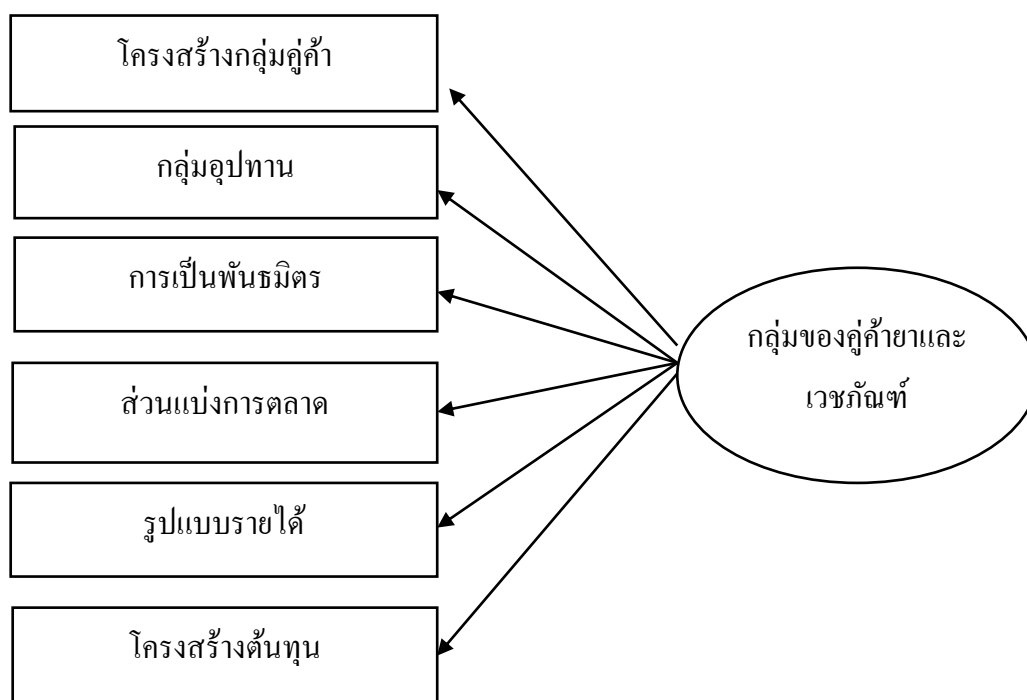 โครงสร้างกลุ่มคู่ค้า
กลุ่มอุปทาน
การเป็นพันธมิตร
ส่วนแบ่งการตลาด
รูปแบบรายได้
โครงสร้างต้นทุน
กลุ่มของคู่ค้ายาและ
เวชภัณฑ์